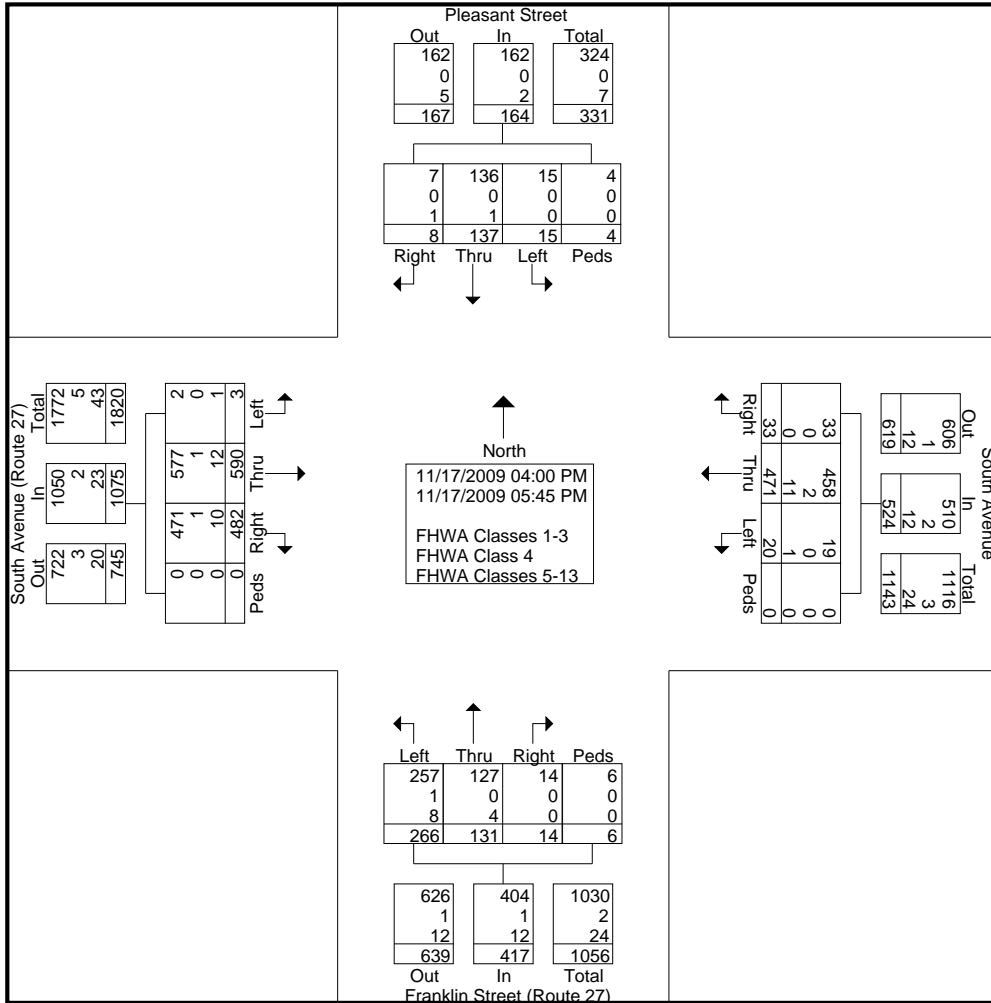 Pleasant Street
Out In Total
162 162 324
0 0 0
5 2 7
167 164 331
7 136 15 4
0 0 0 0
1 1 0 0
8 137 15 4
Right Thru Left Peds
South Avenue (Route 27)
Total In Out
1772 1050 722
5 2 3
43 23 20
1820 1075 745
2 0 1 3
577 1 12 590
471 1 10 482
0 0 0 0
Left Thru Right Peds
North
11/17/2009 04:00 PM
11/17/2009 05:45 PM
FHWA Classes 1-3
FHWA Class 4
FHWA Classes 5-13
Right Thru Left Peds
33 0 0 33
458 2 11 471
19 0 1 20
0 0 0 0
South Avenue
Out In Total
606 510 1116
1 2 3
12 12 24
619 524 1143
Left Thru Right Peds
257 127 14 6
1 0 0 0
8 4 0 0
266 131 14 6
626 404 1030
1 1 2
12 12 24
639 417 1056
Out In Total
Franklin Street (Route 27)